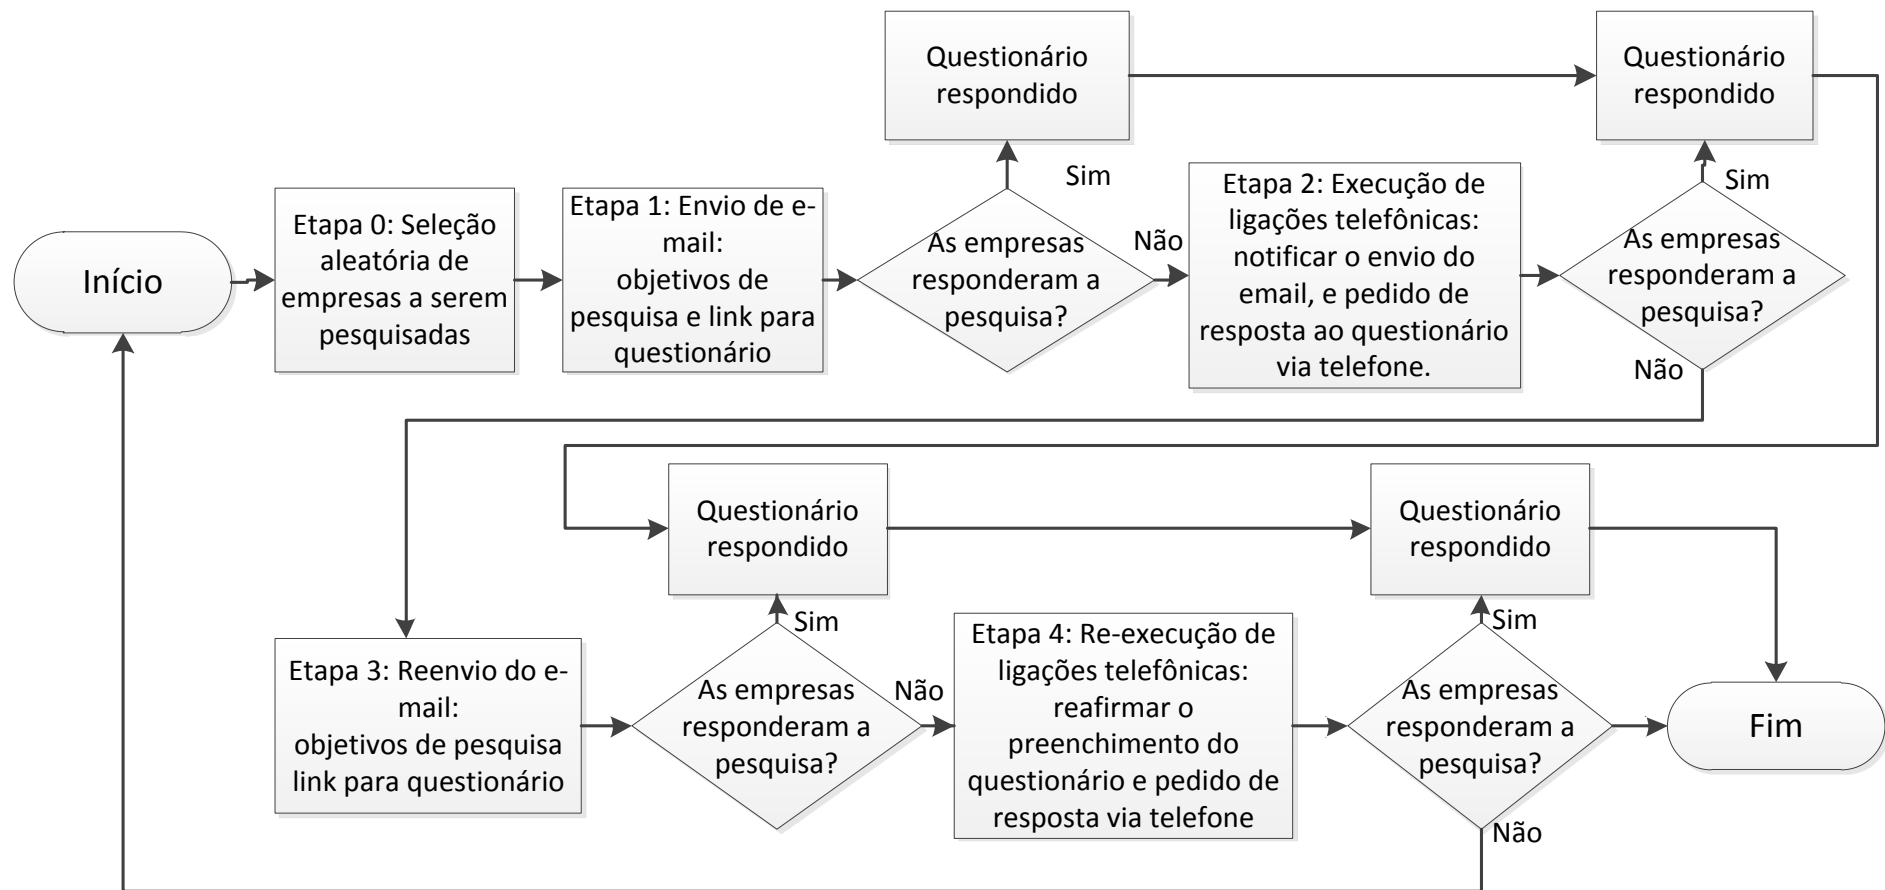 Início
Etapa 0: Seleção
aleatória de
empresas a serem
pesquisadas
Etapa 1: Envio de e-
mail:
objetivos de
pesquisa e link para
questionário
As empresas
responderam a
pesquisa?
Sim
Questionário
respondido
Não
Etapa 2: Execução de
ligações telefônicas:
notificar o envio do
email, e pedido de
resposta ao questionário
via telefone.
As empresas
responderam a
pesquisa?
Sim
Questionário
respondido
Não
Etapa 3: Reenvio do e-
mail:
objetivos de pesquisa
link para questionário
As empresas
responderam a
pesquisa?
Sim
Questionário
respondido
Não
Etapa 4: Re-execução de
ligações telefônicas:
reafirmar o
preenchimento do
questionário e pedido de
resposta via telefone
As empresas
responderam a
pesquisa?
Sim
Questionário
respondido
Não
Fim